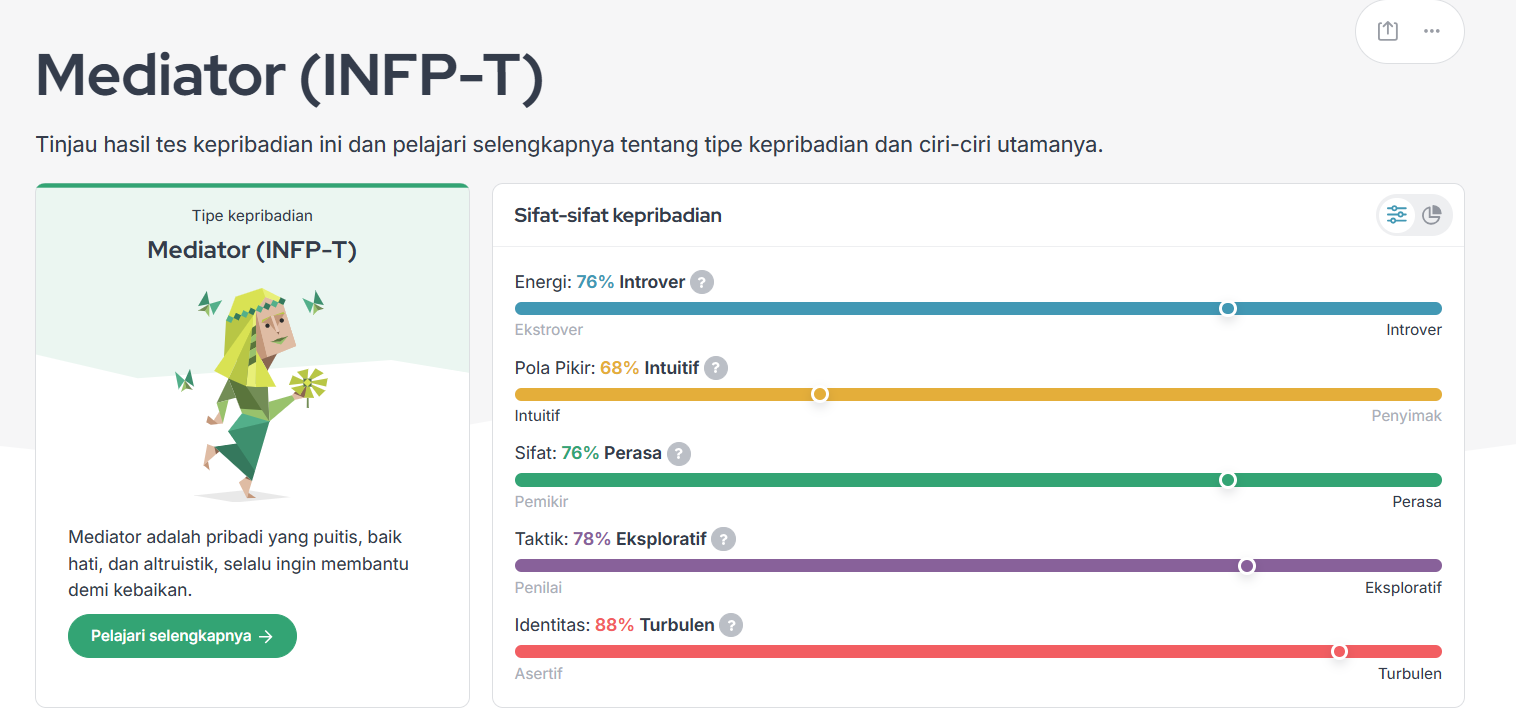 Mediator (INFP-T)
Tinjau hasil tes kepribadian ini dan pelajari selengkapnya tentang tipe kepribadian dan ciri-ciri utamanya.
Tipe kepribadian
Mediator (INFP-T)
Mediator adalah pribadi yang puitis, baik
hati, dan altruistik, selalu ingin membantu
demi kebaikan.
Pelajari selengkapnya →
Sifat-sifat kepribadian
Energi: 76% Introver ?
Ekstrover Introver
Pola Pikir: 68% Intuitif ?
Intuitif Penyimak
Sifat: 76% Perasa ?
Pemikir Perasa
Taktik: 78% Eksploratif ?
Penilai Eksploratif
Identitas: 88% Turbulen ?
Asertif Turbulen